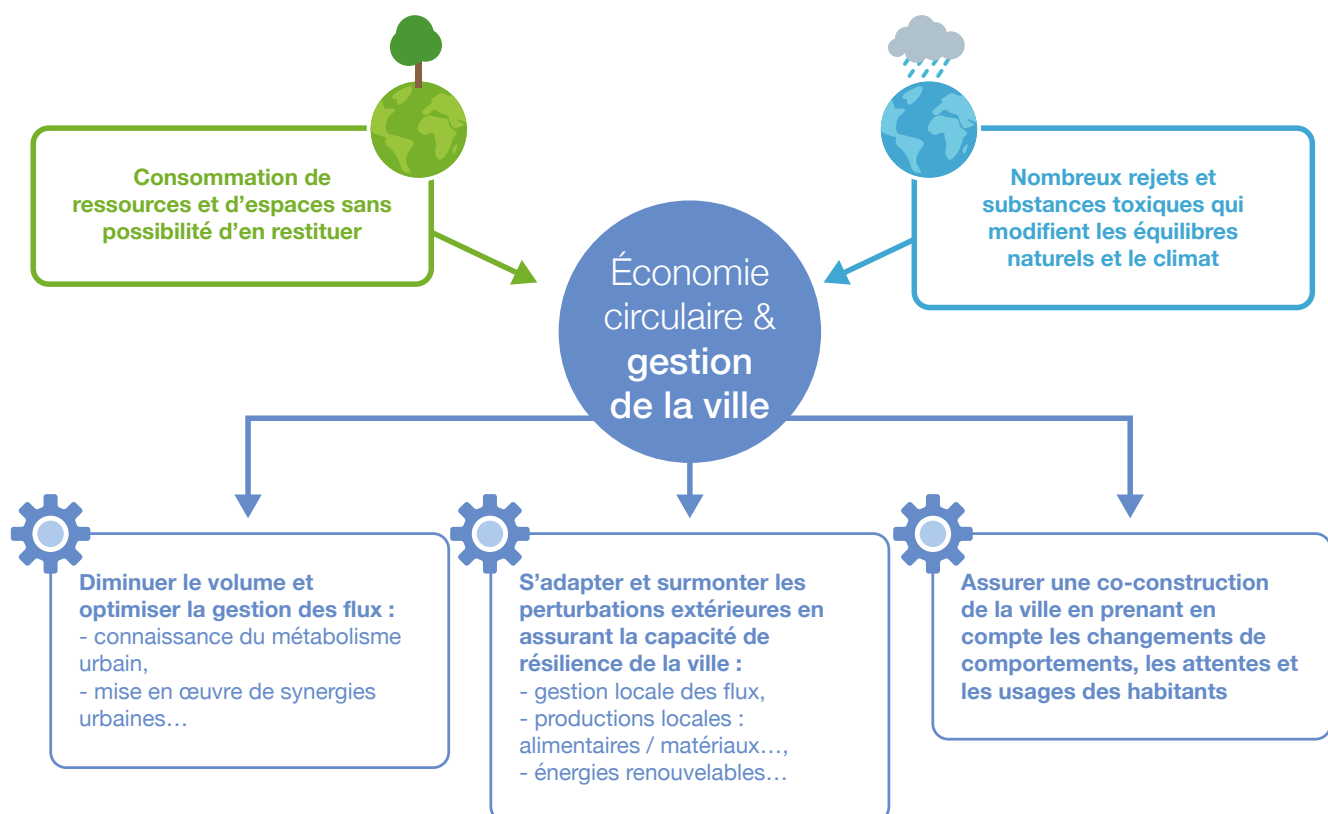 Consommation de
ressources et d’espaces sans
possibilité d’en restituer
Nombreux rejets et
substances toxiques qui
modifient les équilibres
naturels et le climat
Économie
circulaire &
gestion
de la ville
Diminuer le volume et
optimiser la gestion des flux :
- connaissance du métabolisme
urbain,
- mise en œuvre de synergies
urbaines…
S’adapter et surmonter les
perturbations extérieures en
assurant la capacité de
résilience de la ville :
- gestion locale des flux,
- productions locales :
alimentaires / matériaux…,
- énergies renouvelables…
Assurer une co-construction
de la ville en prenant en
compte les changements de
comportements, les attentes et
les usages des habitants